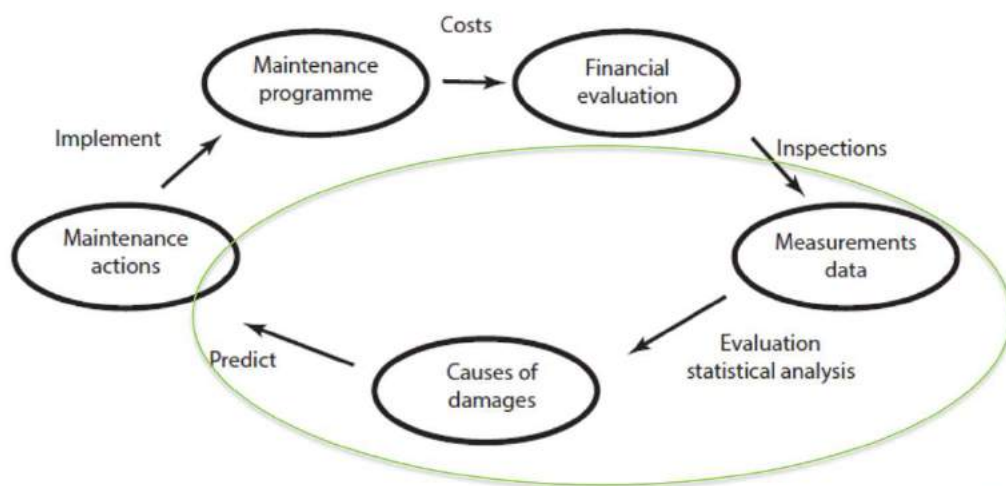 Costs
Maintenance
programme
Financial
evaluation
Implement
Inspections
Maintenance
actions
Measurements
data
Evaluation
statistical analysis
Predict
Causes of
damages